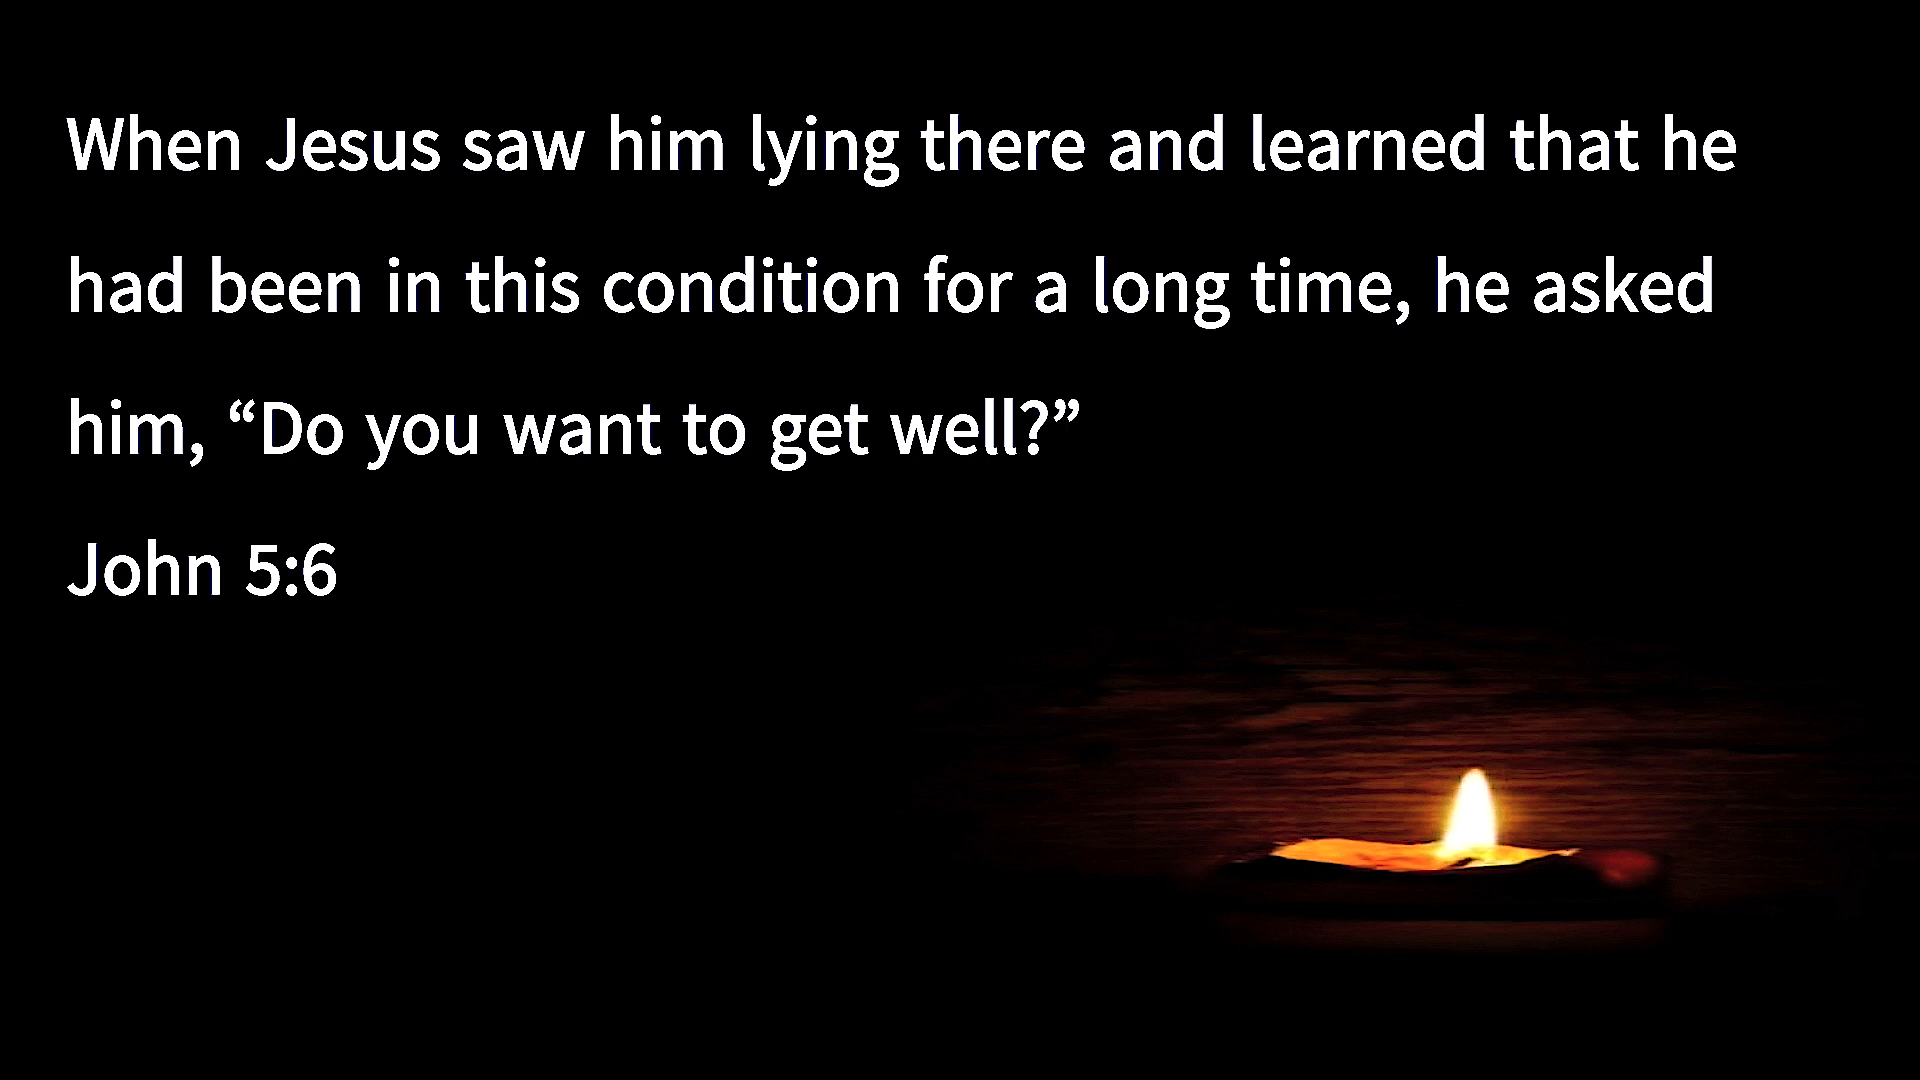 When Jesus saw him lying there and learned that he
had been in this condition for a long time, he asked
him, “Do you want to get well?”
John 5:6